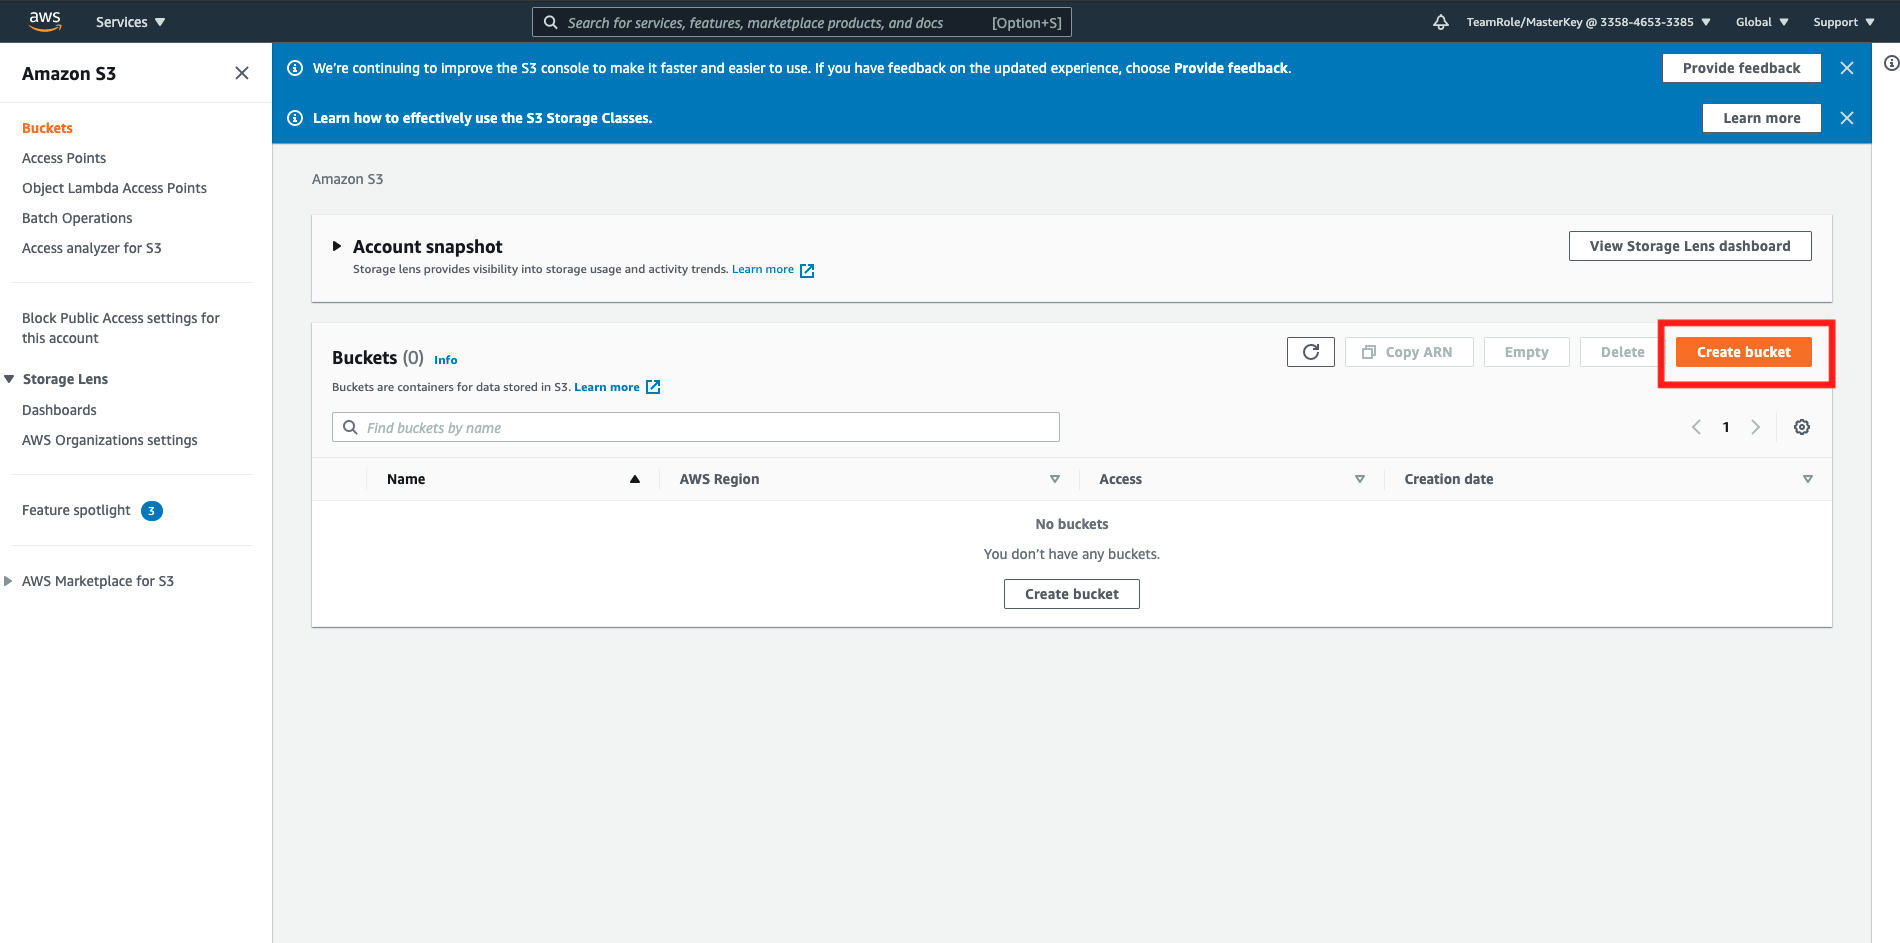 aws
Services
Search for services, features, marketplace products, and docs
[Option+S]
TeamRole/MasterKey @ 3358-4653-3385
Global
Support
Amazon S3
Buckets
Access Points
Object Lambda Access Points
Batch Operations
Access analyzer for S3
Block Public Access settings for
this account
Storage Lens
Dashboards
AWS Organizations settings
Feature spotlight 3
AWS Marketplace for S3
We're continuing to improve the S3 console to make it faster and easier to use. If you have feedback on the updated experience, choose Provide feedback.
Provide feedback
Learn how to effectively use the S3 Storage Classes.
Learn more
Amazon S3
Account snapshot
Storage lens provides visibility into storage usage and activity trends. Learn more
View Storage Lens dashboard
Buckets (0) Info
Buckets are containers for data stored in S3. Learn more
Copy ARN
Empty
Delete
Create bucket
Find buckets by name
1
Name
AWS Region
Access
Creation date
No buckets
You don't have any buckets.
Create bucket